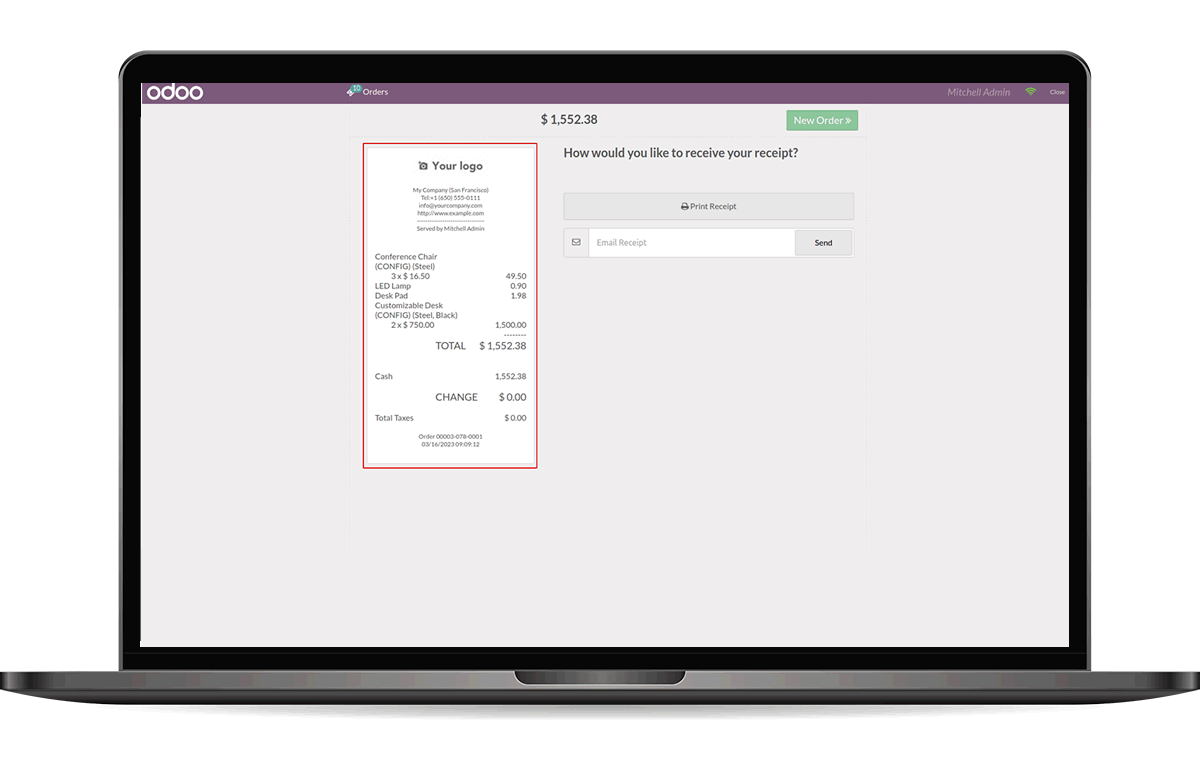 odoo
10
Orders
Mitchell Admin
Close
$ 1,552.38
New Order »
Your logo
My Company (San Francisco)
Tel:+1 (650) 555-0111
info@yourcompany.com
http://www.example.com
--------------------------------
Served by Mitchell Admin
Conference Chair
(CONFIG) (Steel)
3 x $ 16.50 49.50
LED Lamp 0.90
Desk Pad 1.98
Customizable Desk
(CONFIG) (Steel, Black)
2 x $ 750.00 1,500.00
--------
TOTAL $ 1,552.38
Cash 1,552.38
CHANGE $ 0.00
Total Taxes $ 0.00
Order 00003-078-0001
03/16/2023 09:09:12
How would you like to receive your receipt?
Print Receipt
Email Receipt
Send